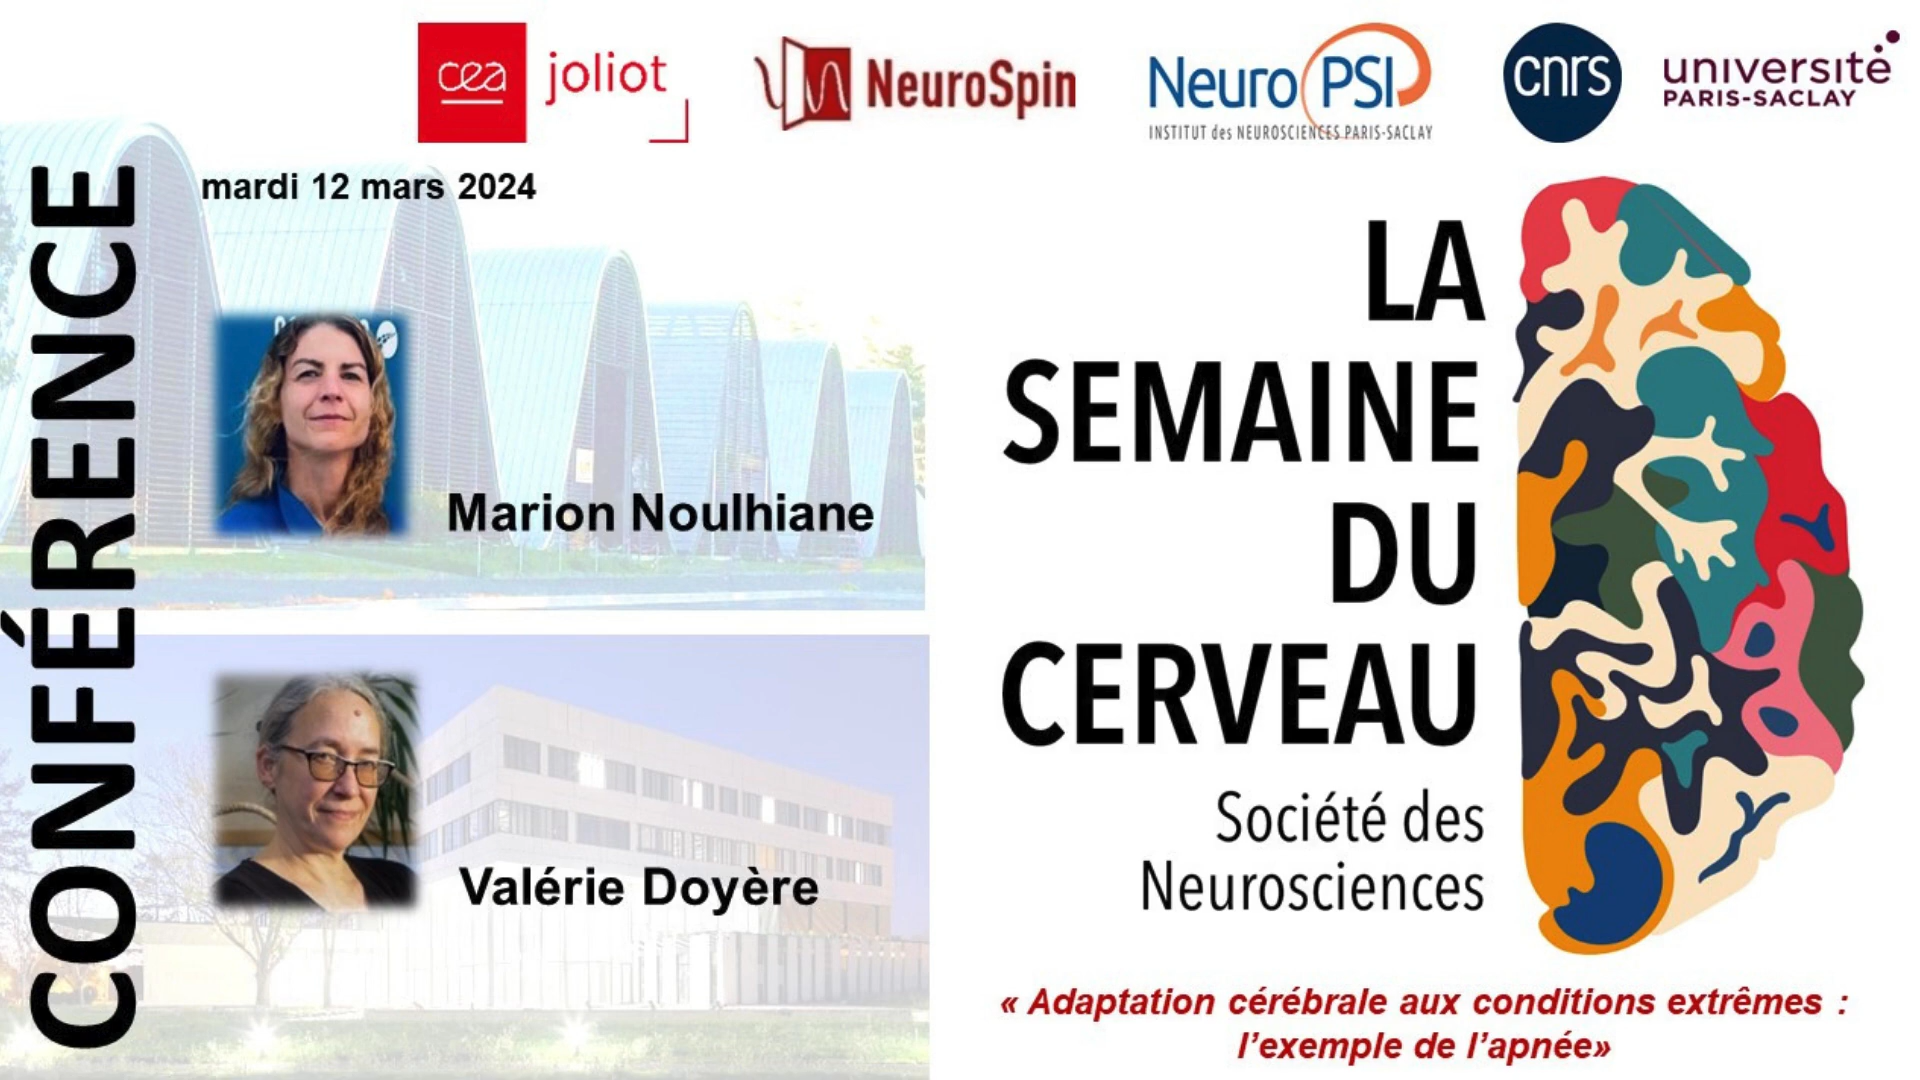 cea
joliot
NeuroSpin
NeuroPSI
INSTITUT des NEUROSCIENCES PARIS-SACLAY
cnrs
université
PARIS-SACLAY
CONFÉRENCE
mardi 12 mars 2024
Marion Noulhiane
Valérie Doyère
LA
SEMAINE
DU
CERVEAU
Société des
Neurosciences
« Adaptation cérébrale aux conditions extrêmes :
l’exemple de l’apnée»